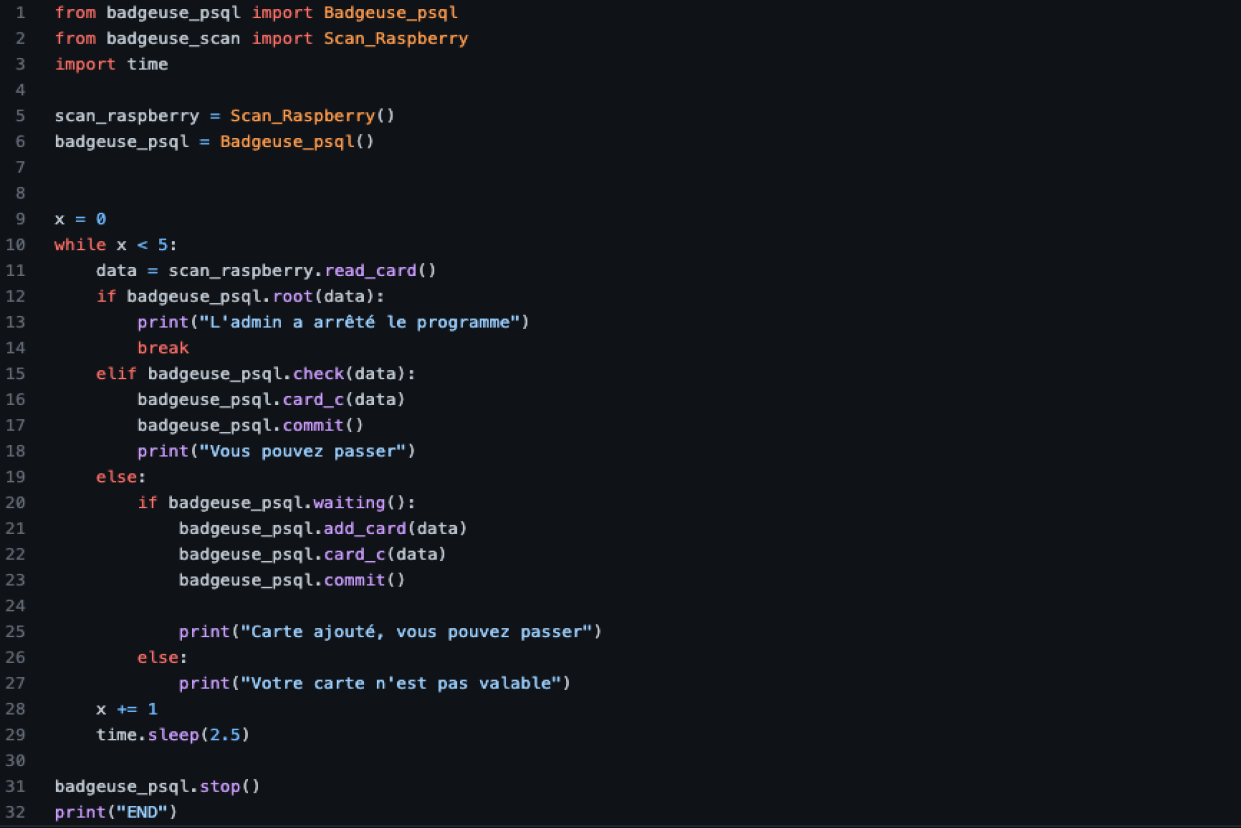 1 from badgeuse_psql import Badgeuse_psql
2 from badgeuse_scan import Scan_Raspberry
3 import time
4
5 scan_raspberry = Scan_Raspberry()
6 badgeuse_psql = Badgeuse_psql()
7
8
9 x = 0
10 while x < 5:
11     data = scan_raspberry.read_card()
12     if badgeuse_psql.root(data):
13         print("L'admin a arrêté le programme")
14         break
15     elif badgeuse_psql.check(data):
16         badgeuse_psql.card_c(data)
17         badgeuse_psql.commit()
18         print("Vous pouvez passer")
19     else:
20         if badgeuse_psql.waiting():
21             badgeuse_psql.add_card(data)
22             badgeuse_psql.card_c(data)
23             badgeuse_psql.commit()
24
25             print("Carte ajouté, vous pouvez passer")
26         else:
27             print("Votre carte n'est pas valable")
28     x += 1
29     time.sleep(2.5)
30
31 badgeuse_psql.stop()
32 print("END")